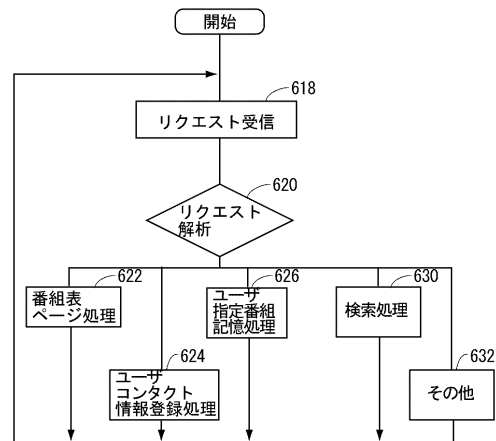 開始
618
リクエスト受信
620
リクエスト
解析
622
番組表
ページ処理
626
ユーザ
指定番組
記憶処理
630
検索処理
624
ユーザ
コンタクト
情報登録処理
632
その他